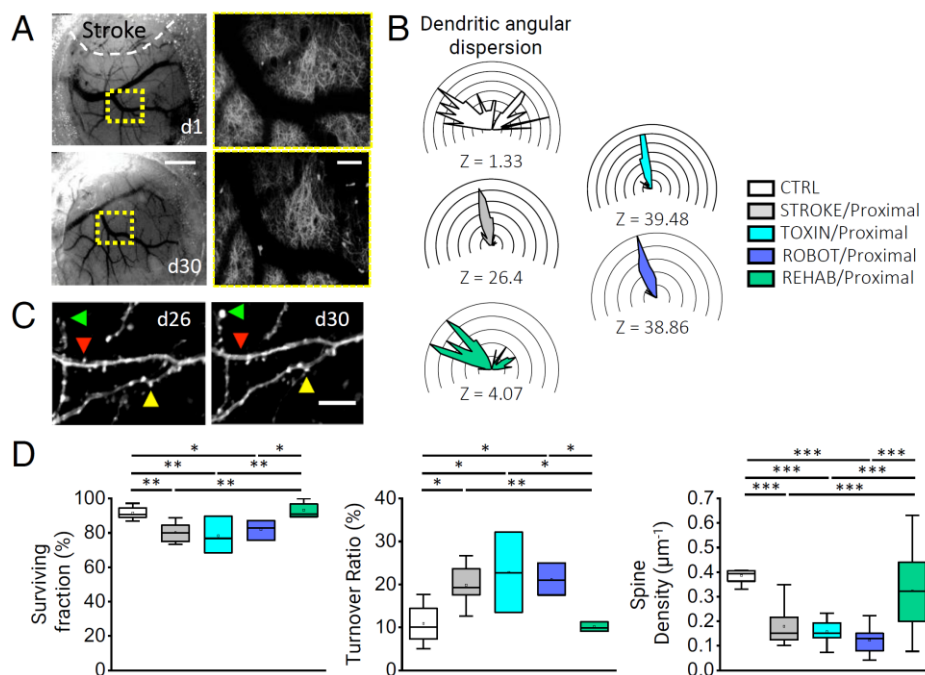 A
Stroke
d1
d30
B
Dendritic angular
dispersion
Z = 1.33
Z = 26.4
Z = 4.07
Z = 39.48
Z = 38.86
CTRL
STROKE/Proximal
TOXIN/Proximal
ROBOT/Proximal
REHAB/Proximal
C
d26
d30
D
* *
** **
** **
Surviving
fraction (%)
100
80
60
40
20
0
* *
* *
* **
Turnover Ratio (%)
40
30
20
10
0
*** ***
*** ***
*** ***
Spine
Density (µm⁻¹)
0.7
0.6
0.5
0.4
0.3
0.2
0.1
0.0